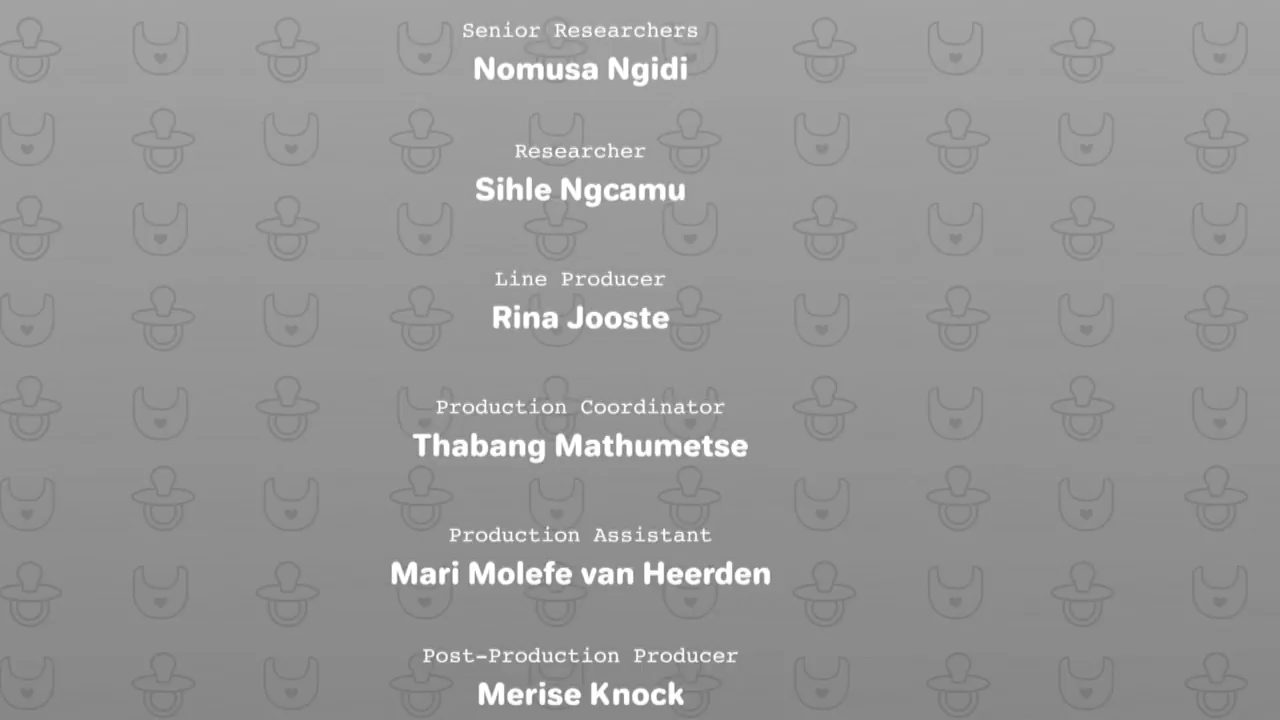 Senior Researchers
Nomusa Ngidi
Researcher
Sihle Ngcamu
Line Producer
Rina Jooste
Production Coordinator
Thabang Mathumetse
Production Assistant
Mari Molefe van Heerden
Post-Production Producer
Merise Knock